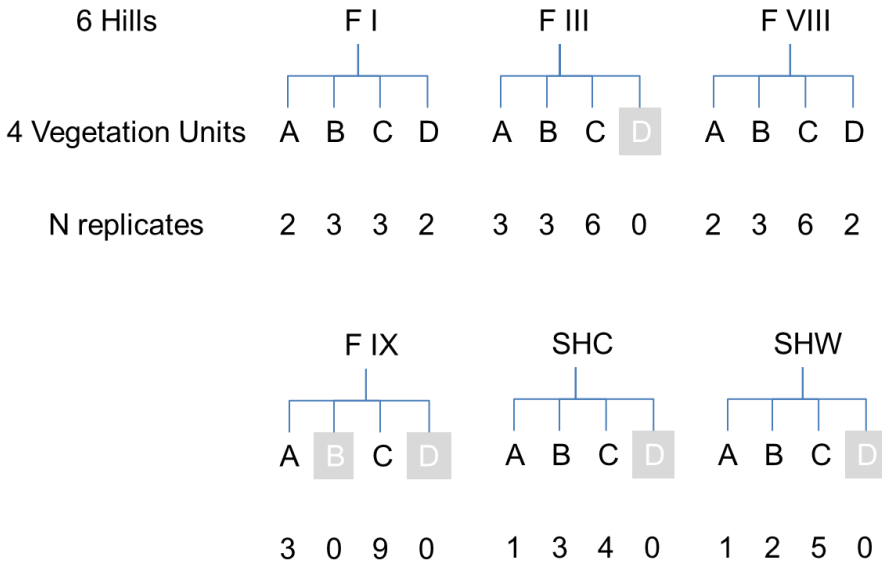 6 Hills F I F III F VIII
4 Vegetation Units A B C D A B C D A B C D
N replicates 2 3 3 2 3 3 6 0 2 3 6 2
F IX SHC SHW
A B C D A B C D A B C D
3 0 9 0 1 3 4 0 1 2 5 0